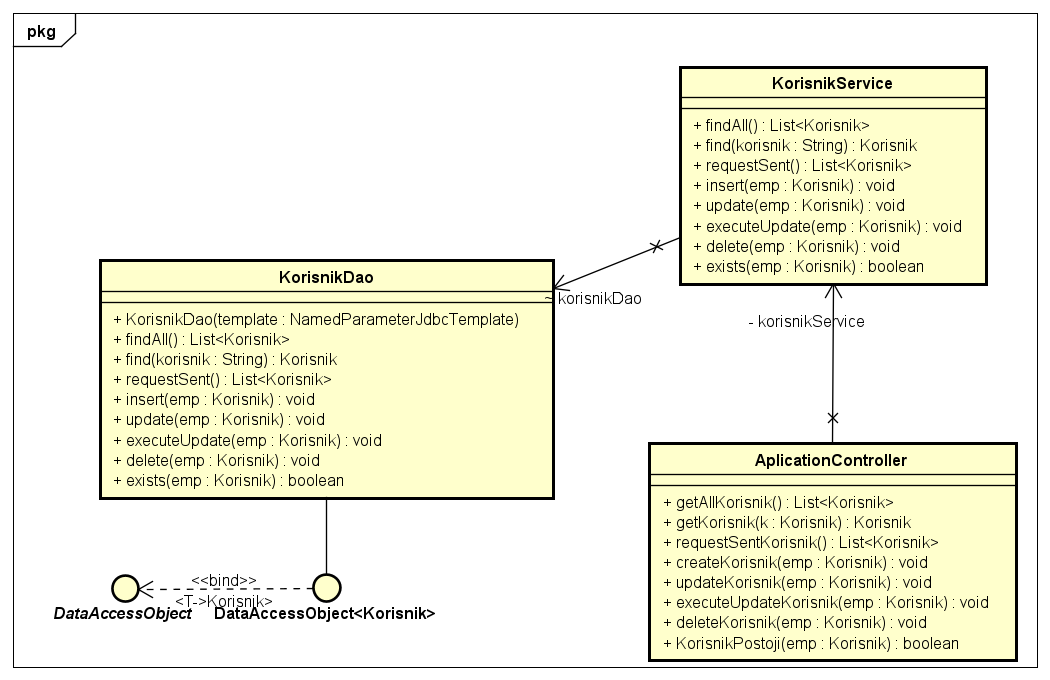 pkg
KorisnikService
+ findAll() : List<Korisnik>
+ find(korisnik : String) : Korisnik
+ requestSent() : List<Korisnik>
+ insert(emp : Korisnik) : void
+ update(emp : Korisnik) : void
+ executeUpdate(emp : Korisnik) : void
+ delete(emp : Korisnik) : void
+ exists(emp : Korisnik) : boolean
~ korisnikDao
- korisnikService
KorisnikDao
+ KorisnikDao(template : NamedParameterJdbcTemplate)
+ findAll() : List<Korisnik>
+ find(korisnik : String) : Korisnik
+ requestSent() : List<Korisnik>
+ insert(emp : Korisnik) : void
+ update(emp : Korisnik) : void
+ executeUpdate(emp : Korisnik) : void
+ delete(emp : Korisnik) : void
+ exists(emp : Korisnik) : boolean
AplicationController
+ getAllKorisnik() : List<Korisnik>
+ getKorisnik(k : Korisnik) : Korisnik
+ requestSentKorisnik() : List<Korisnik>
+ createKorisnik(emp : Korisnik) : void
+ updateKorisnik(emp : Korisnik) : void
+ executeUpdateKorisnik(emp : Korisnik) : void
+ deleteKorisnik(emp : Korisnik) : void
+ KorisnikPostoji(emp : Korisnik) : boolean
<<bind>>
<T->Korisnik>
DataAccessObject
DataAccessObject<Korisnik>